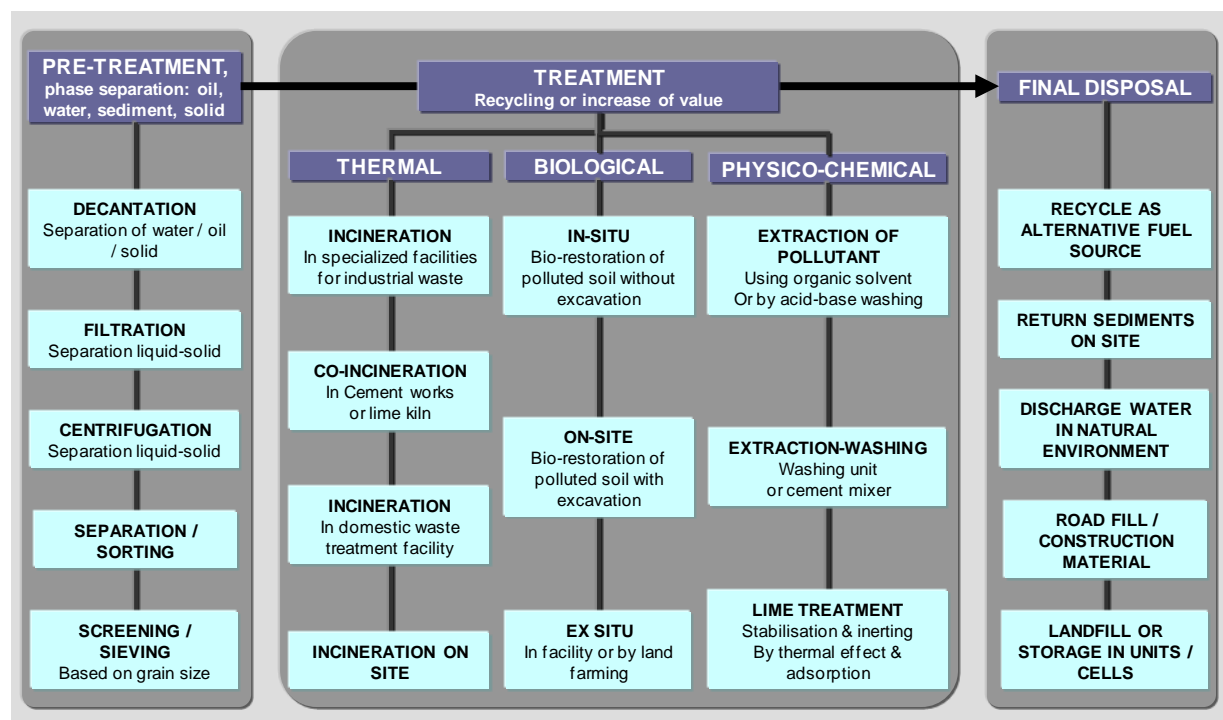 PRE-TREATMENT,
phase separation: oil,
water, sediment, solid
DECANTATION
Separation of water / oil
/ solid
FILTRATION
Separation liquid-solid
CENTRIFUGATION
Separation liquid-solid
SEPARATION /
SORTING
SCREENING /
SIEVING
Based on grain size
TREATMENT
Recycling or increase of value
THERMAL
INCINERATION
In specialized facilities
for industrial waste
CO-INCINERATION
In Cement works
or lime kiln
INCINERATION
In domestic waste
treatment facility
INCINERATION ON
SITE
BIOLOGICAL
IN-SITU
Bio-restoration of
polluted soil without
excavation
ON-SITE
Bio-restoration of
polluted soil with
excavation
EX SITU
In facility or by land
farming
PHYSICO-CHEMICAL
EXTRACTION OF
POLLUTANT
Using organic solvent
Or by acid-base washing
EXTRACTION-WASHING
Washing unit
or cement mixer
LIME TREATMENT
Stabilisation & inerting
By thermal effect &
adsorption
FINAL DISPOSAL
RECYCLE AS
ALTERNATIVE FUEL
SOURCE
RETURN SEDIMENTS
ON SITE
DISCHARGE WATER
IN NATURAL
ENVIRONMENT
ROAD FILL /
CONSTRUCTION
MATERIAL
LANDFILL OR
STORAGE IN UNITS /
CELLS